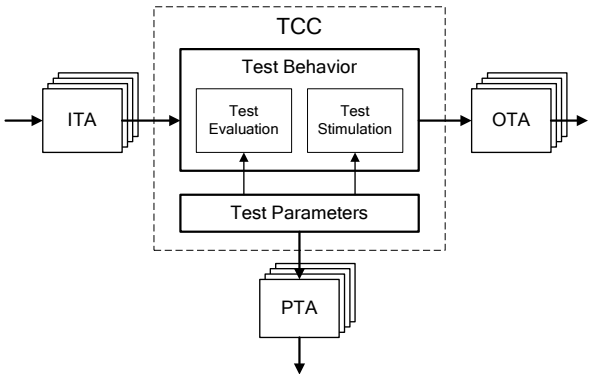 TCC
Test Behavior
Test
Evaluation
Test
Stimulation
ITA
OTA
Test Parameters
PTA